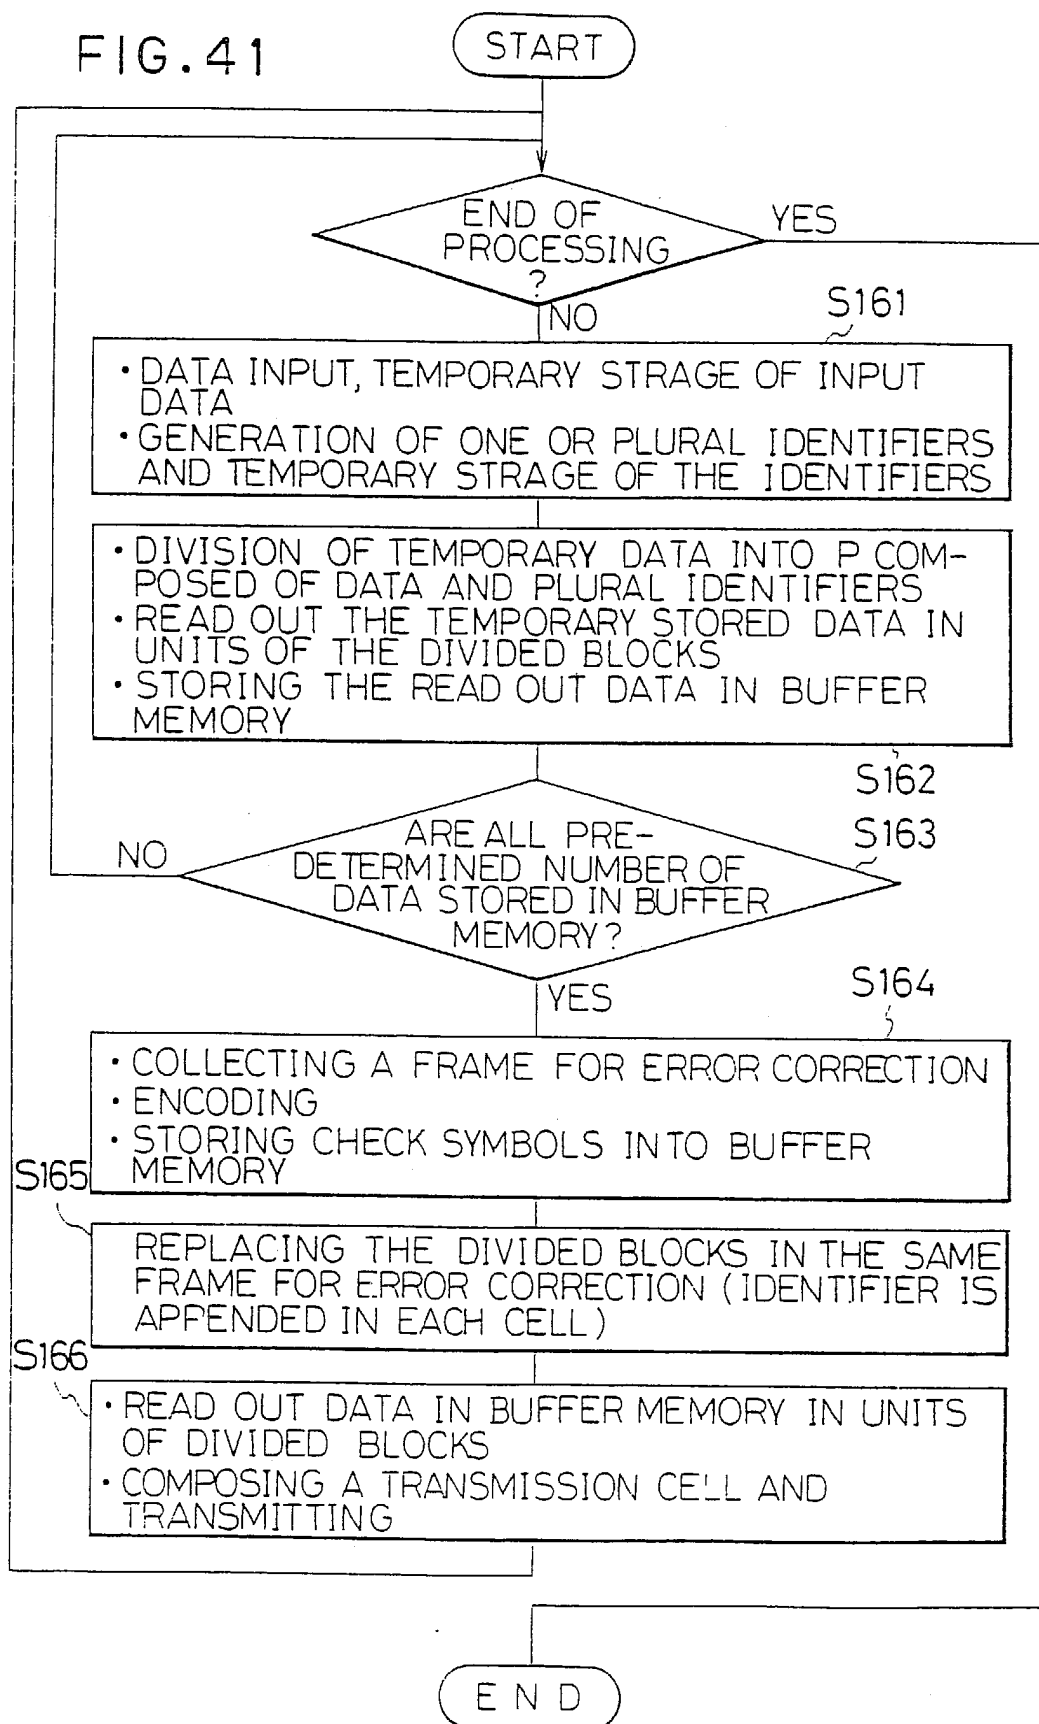 FIG.41
START
END OF
PROCESSING
?
YES
NO
S161
・DATA INPUT, TEMPORARY STRAGE OF INPUT
DATA
・GENERATION OF ONE OR PLURAL IDENTIFIERS
AND TEMPORARY STRAGE OF THE IDENTIFIERS
・DIVISION OF TEMPORARY DATA INTO P COM-
POSED OF DATA AND PLURAL IDENTIFIERS
・READ OUT THE TEMPORARY STORED DATA IN
UNITS OF THE DIVIDED BLOCKS
・STORING THE READ OUT DATA IN BUFFER
MEMORY
S162
S163
ARE ALL PRE-
DETERMINED NUMBER OF
DATA STORED IN BUFFER
MEMORY?
NO
YES
S164
・COLLECTING A FRAME FOR ERROR CORRECTION
・ENCODING
・STORING CHECK SYMBOLS INTO BUFFER
MEMORY
S165
REPLACING THE DIVIDED BLOCKS IN THE SAME
FRAME FOR ERROR CORRECTION (IDENTIFIER IS
APPENDED IN EACH CELL)
S166
・READ OUT DATA IN BUFFER MEMORY IN UNITS
OF DIVIDED BLOCKS
・COMPOSING A TRANSMISSION CELL AND
TRANSMITTING
END